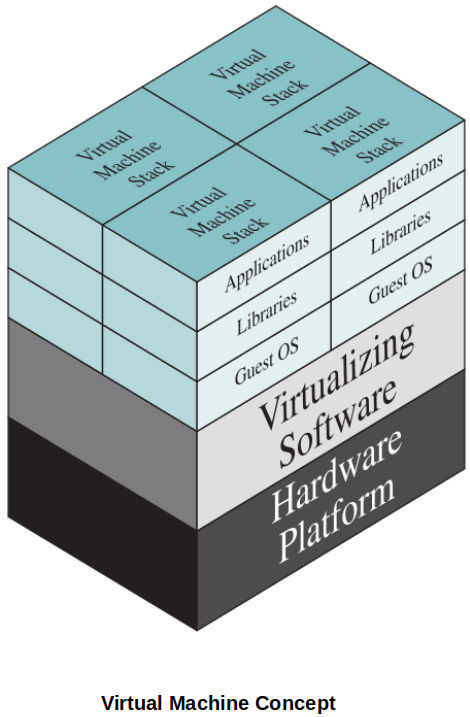 Virtual
Machine
Stack
Virtual
Machine
Stack
Virtual
Machine
Stack
Virtual
Machine
Stack
Applications
Libraries
Guest OS
Applications
Libraries
Guest OS
Virtualizing
Software
Hardware
Platform
Virtual Machine Concept